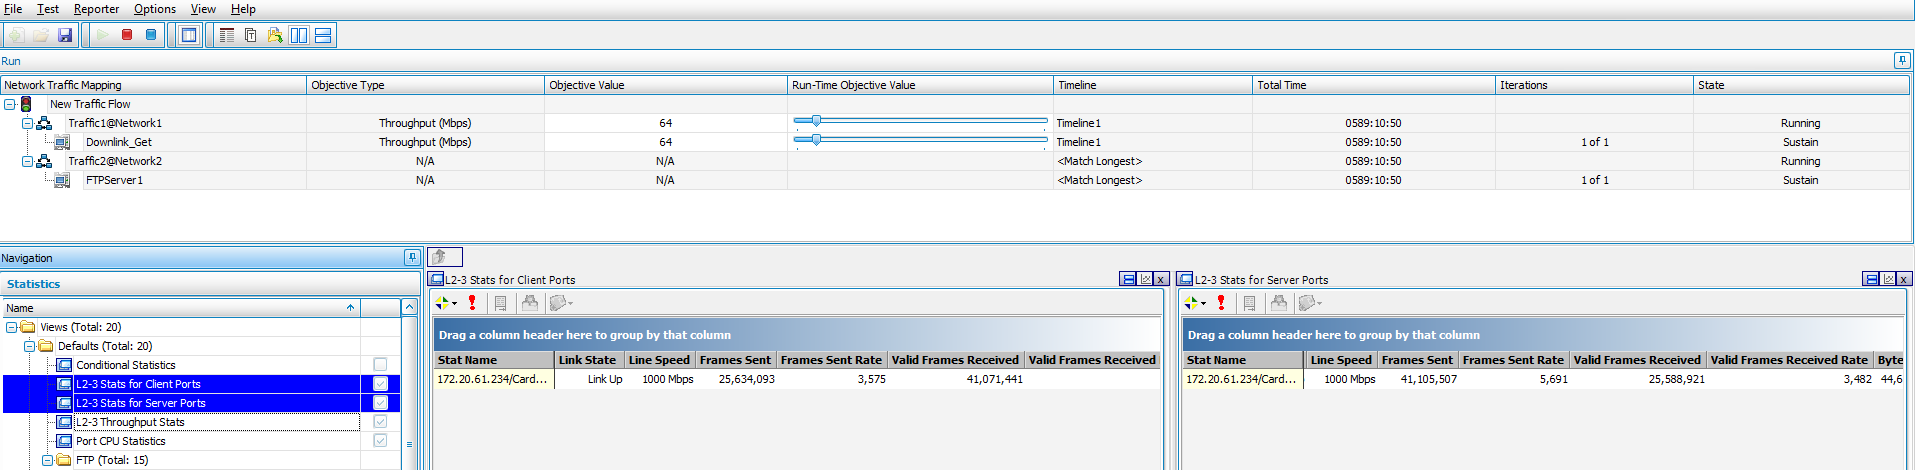 File Test Reporter Options View Help
Run
Network Traffic Mapping Objective Type Objective Value Run-Time Objective Value Timeline Total Time Iterations State
New Traffic Flow
Traffic1@Network1 Throughput (Mbps) 64 Timeline1 0589:10:50 Running
Downlink_Get Throughput (Mbps) 64 Timeline1 0589:10:50 1 of 1 Sustain
Traffic2@Network2 N/A N/A <Match Longest> 0589:10:50 Running
FTPServer1 N/A N/A <Match Longest> 0589:10:50 1 of 1 Sustain
Navigation
Statistics
Name
Views (Total: 20)
Defaults (Total: 20)
Conditional Statistics
L2-3 Stats for Client Ports
L2-3 Stats for Server Ports
L2-3 Throughput Stats
Port CPU Statistics
FTP (Total: 15)
L2-3 Stats for Client Ports
Drag a column header here to group by that column
Stat Name Link State Line Speed Frames Sent Frames Sent Rate Valid Frames Received Valid Frames Received
172.20.61.234/Card... Link Up 1000 Mbps 25,634,093 3,575 41,071,441
L2-3 Stats for Server Ports
Drag a column header here to group by that column
Stat Name Line Speed Frames Sent Frames Sent Rate Valid Frames Received Valid Frames Received Rate Byte
172.20.61.234/Card... 1000 Mbps 41,105,507 5,691 25,588,921 3,482 44,6